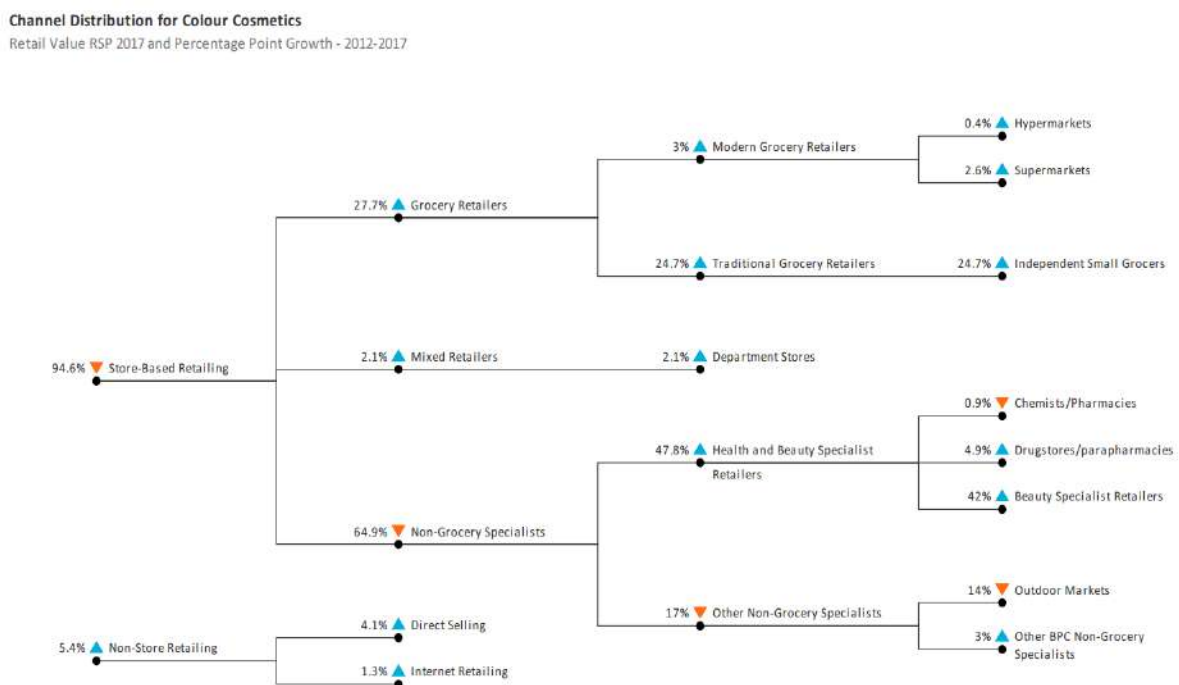 Channel Distribution for Colour Cosmetics
Retail Value RSP 2017 and Percentage Point Growth - 2012-2017
0.4% Hypermarkets
3% Modern Grocery Retailers
2.6% Supermarkets
27.7% Grocery Retailers
24.7% Traditional Grocery Retailers
24.7% Independent Small Grocers
94.6% Store-Based Retailing
2.1% Mixed Retailers
2.1% Department Stores
0.9% Chemists/Pharmacies
47.8% Health and Beauty Specialist
Retailers
4.9% Drugstores/parapharmacies
42% Beauty Specialist Retailers
64.9% Non-Grocery Specialists
14% Outdoor Markets
17% Other Non-Grocery Specialists
3% Other BPC Non-Grocery
Specialists
5.4% Non-Store Retailing
4.1% Direct Selling
1.3% Internet Retailing